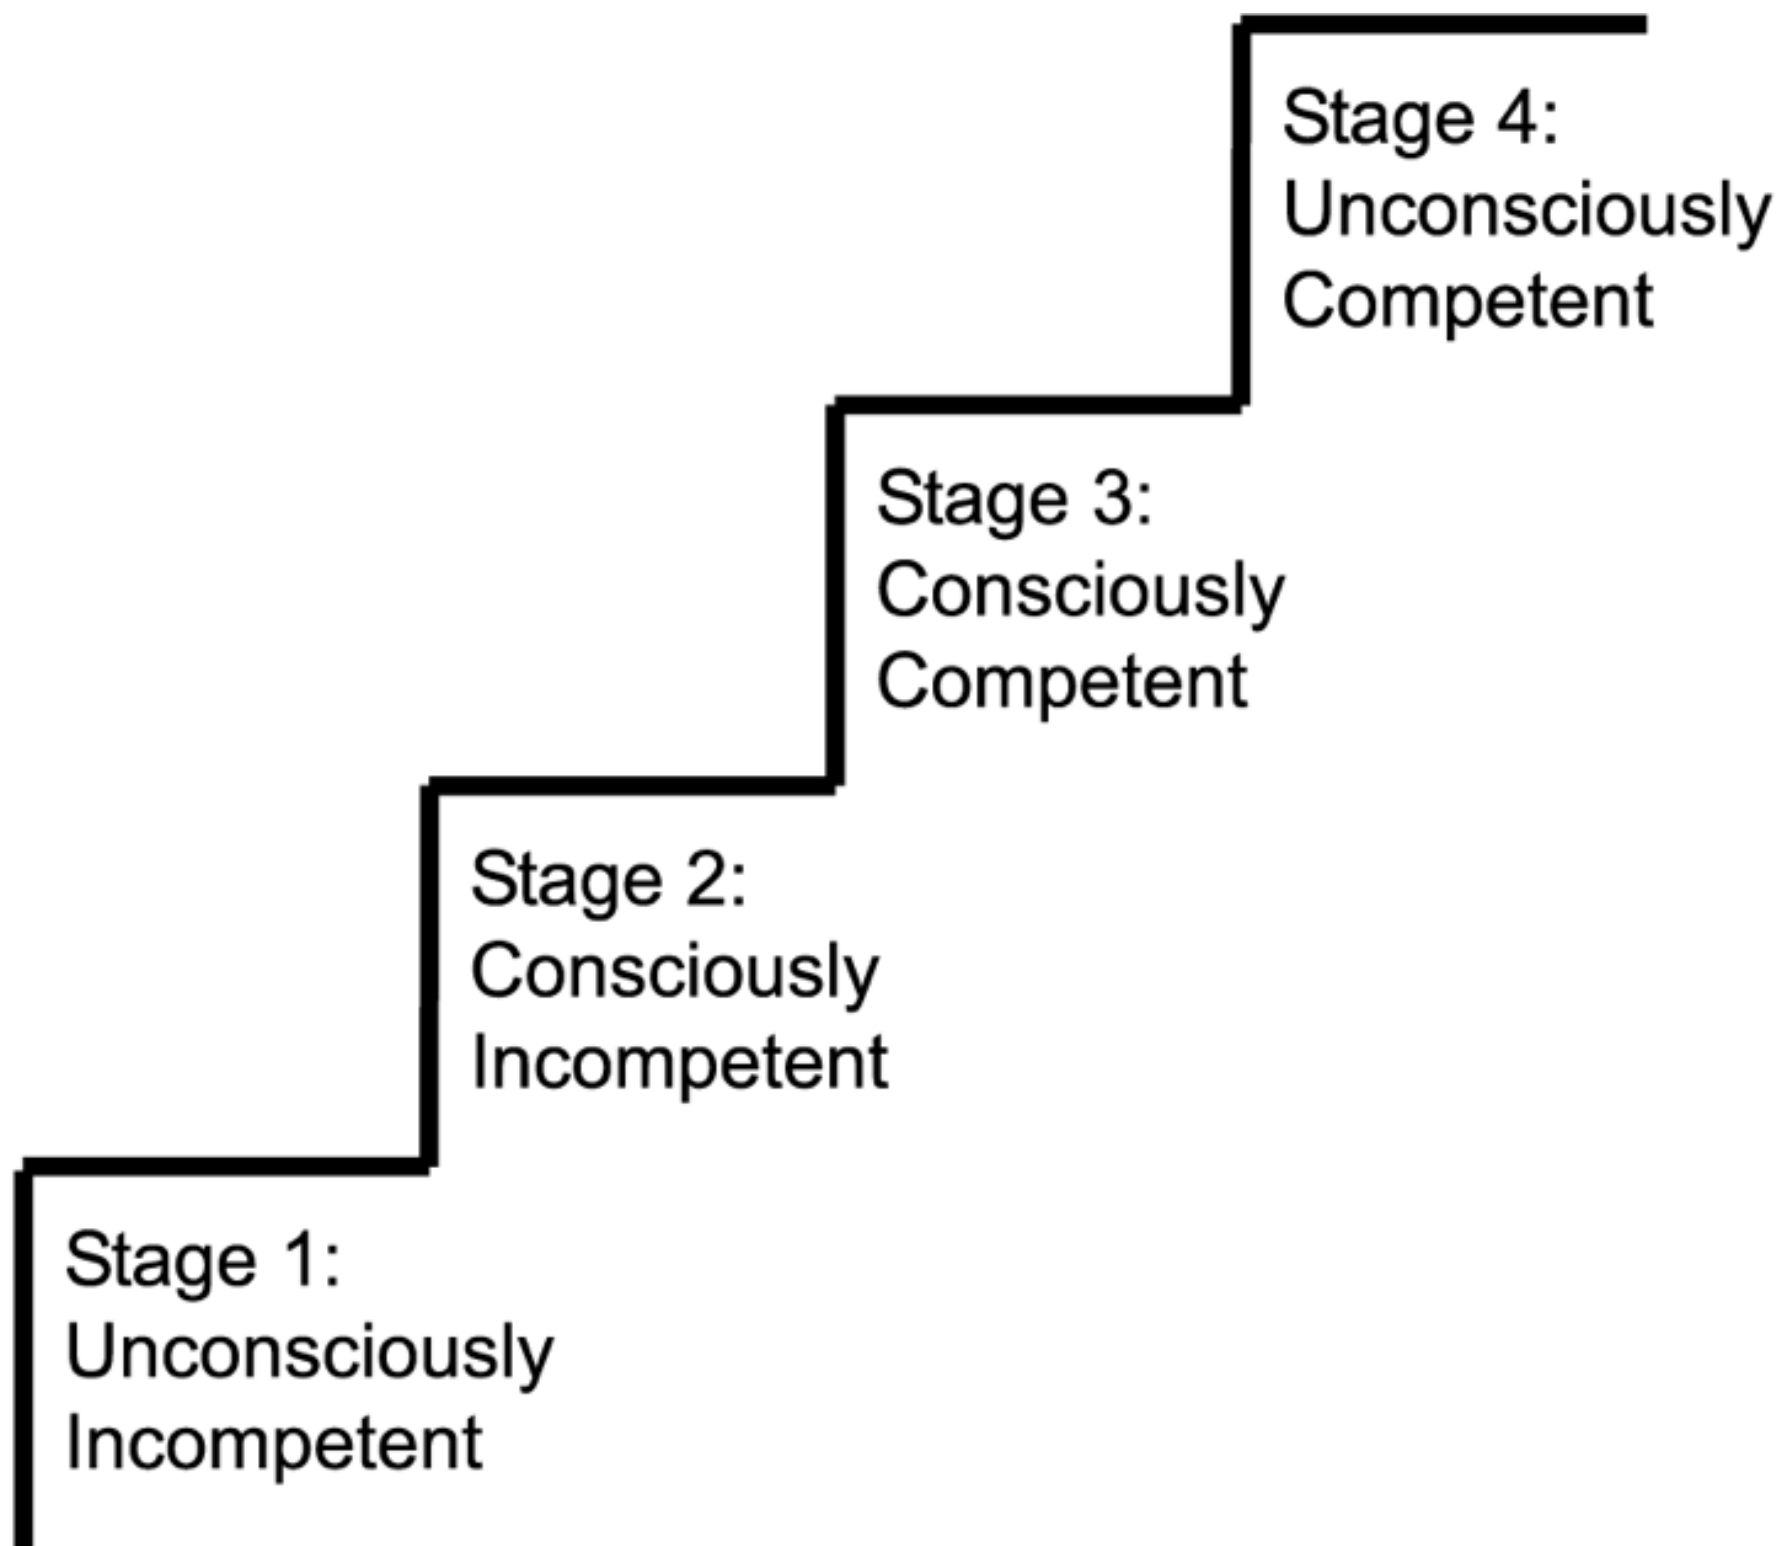 Stage 4:
Unconsciously
Competent
Stage 3:
Consciously
Competent
Stage 2:
Consciously
Incompetent
Stage 1:
Unconsciously
Incompetent